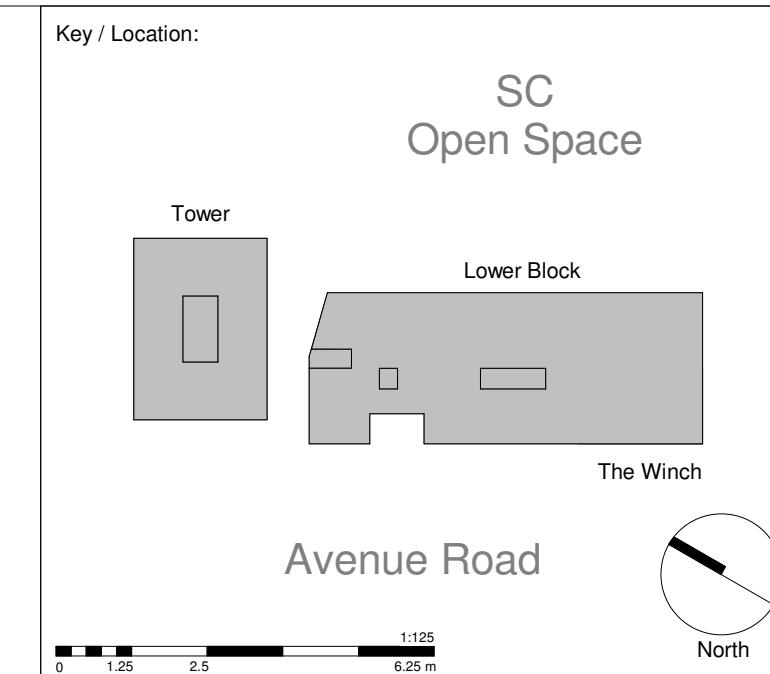 Key / Location:
SC
Open Space
Tower
Lower Block
The Winch
Avenue Road
North
1:125
0 1.25 2.5 6.25 m